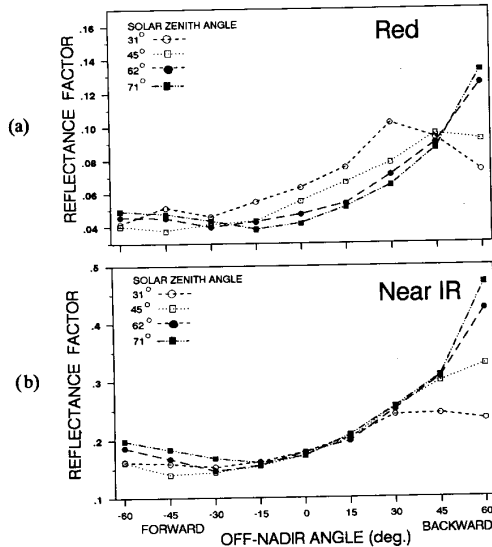 SOLAR ZENITH ANGLE
31°
45°
62°
71°
Red
(a)
REFLECTANCE FACTOR
.16
.14
.12
.10
.08
.06
.04
SOLAR ZENITH ANGLE
31°
45°
62°
71°
Near IR
(b)
REFLECTANCE FACTOR
.5
.4
.3
.2
.1
-60 -45 -30 -15 0 15 30 45 60
FORWARD BACKWARD
OFF-NADIR ANGLE (deg.)